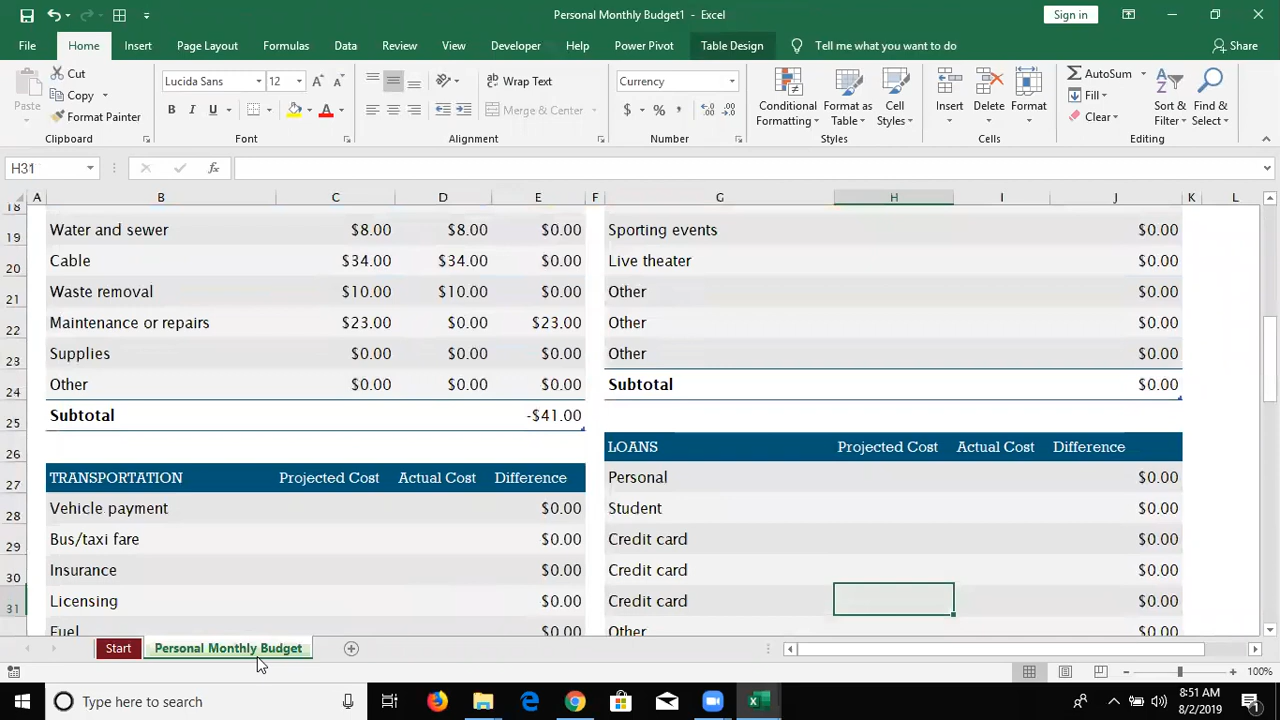 Personal Monthly Budget1 - Excel
Sign in
File Home Insert Page Layout Formulas Data Review View Developer Help Power Pivot Table Design Tell me what you want to do Share
Paste
Cut
Copy
Format Painter
Clipboard
Lucida Sans 12
B I U
Font
Wrap Text
Merge & Center
Alignment
Currency
$ % ,
Number
Conditional Formatting
Format as Table
Cell Styles
Styles
Insert
Delete
Format
Cells
AutoSum
Fill
Clear
Sort & Filter
Find & Select
Editing
H31
fx
A B C D E F G H I J K L
18
19 Water and sewer $8.00 $8.00 $0.00 Sporting events $0.00
20 Cable $34.00 $34.00 $0.00 Live theater $0.00
21 Waste removal $10.00 $10.00 $0.00 Other $0.00
22 Maintenance or repairs $23.00 $0.00 $23.00 Other $0.00
23 Supplies $0.00 $0.00 $0.00 Other $0.00
24 Other $0.00 $0.00 $0.00 Subtotal $0.00
25 Subtotal -$41.00
26 LOANS Projected Cost Actual Cost Difference
27 TRANSPORTATION Projected Cost Actual Cost Difference Personal $0.00
28 Vehicle payment $0.00 Student $0.00
29 Bus/taxi fare $0.00 Credit card $0.00
30 Insurance $0.00 Credit card $0.00
31 Licensing $0.00 Credit card $0.00
Fuel $0.00 Other $0.00
Start Personal Monthly Budget
100%
Type here to search
8:51 AM
8/2/2019
1